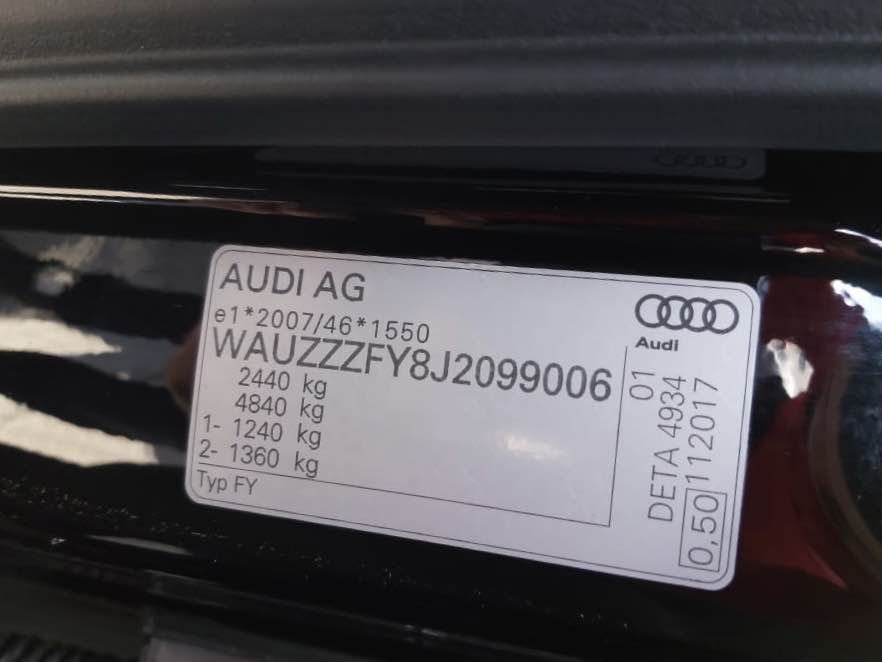 AUDI AG
e1*2007/46*1550
WAUZZZFY8J2099006
2440 kg
4840 kg
1- 1240 kg
2- 1360 kg
Typ FY
Audi
01
DETA 4934
0,50 112017